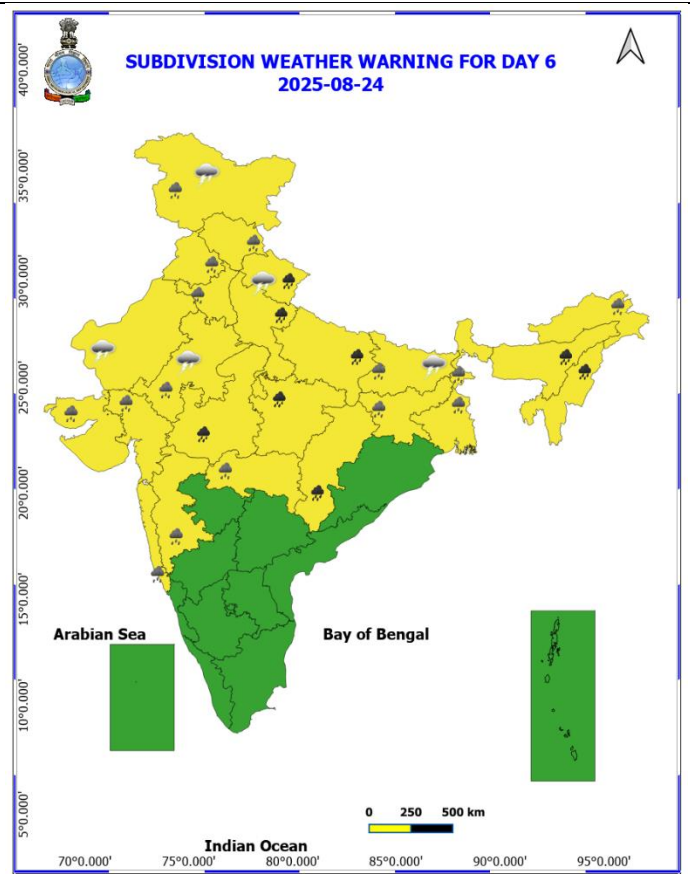 SUBDIVISION WEATHER WARNING FOR DAY 6
2025-08-24
40°0.000'
35°0.000'
30°0.000'
25°0.000'
20°0.000'
15°0.000'
10°0.000'
5°0.000'
Arabian Sea
Bay of Bengal
0 250 500 km
Indian Ocean
70°0.000' 75°0.000' 80°0.000' 85°0.000' 90°0.000' 95°0.000'